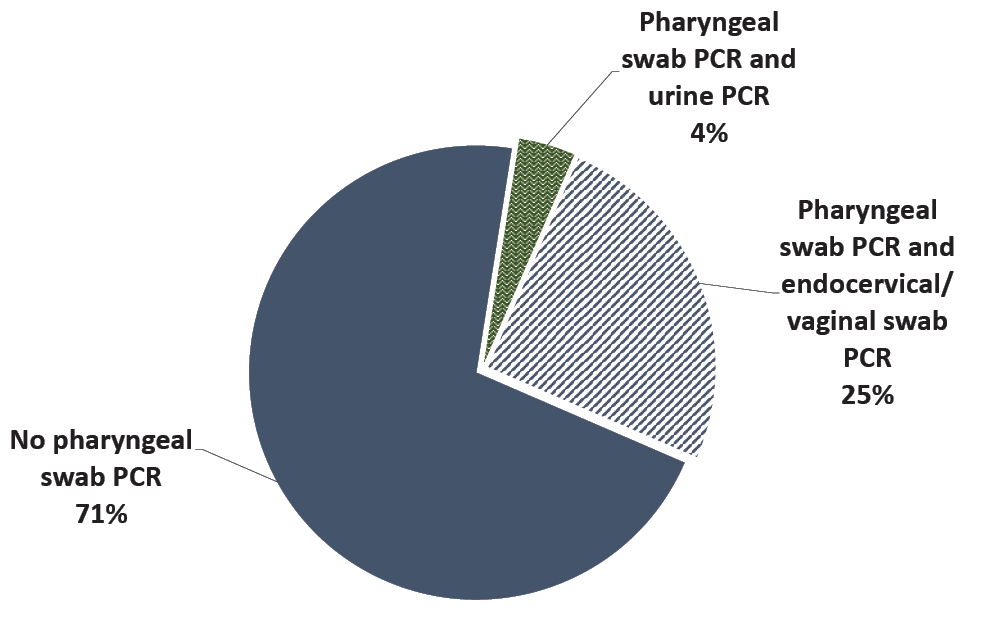 Pharyngeal
swab PCR and
urine PCR
4%
Pharyngeal
swab PCR and
endocervical/
vaginal swab
PCR
25%
No pharyngeal
swab PCR
71%